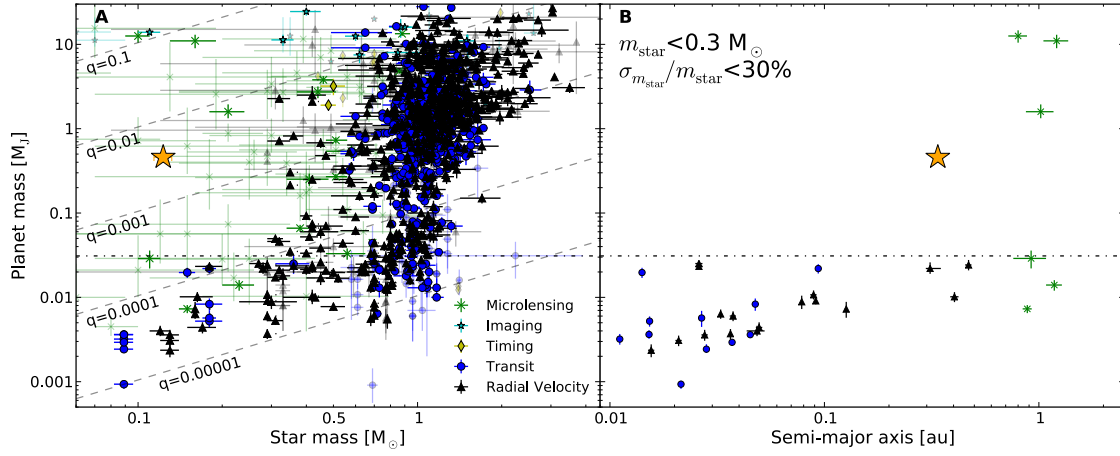 A
B
m_star<0.3 M_⊙
σ_m_star/m_star<30%
q=0.1
q=0.01
q=0.001
q=0.0001
q=0.00001
Planet mass [M_J]
10
1
0.1
0.01
0.001
Microlensing
Imaging
Timing
Transit
Radial Velocity
0.1
0.5
1
5
0.01
0.1
1
Star mass [M_⊙]
Semi-major axis [au]